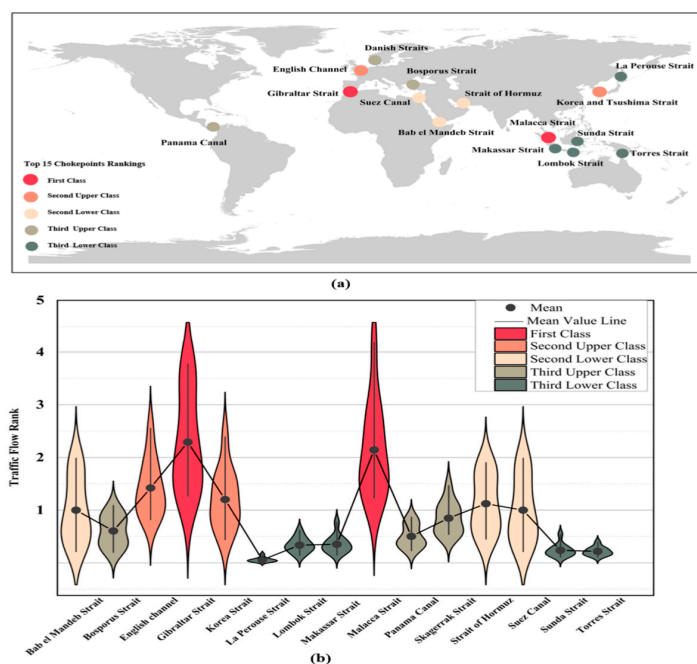 Danish Straits
La Perouse Strait
English Channel
Bosporus Strait
Gibraltar Strait
Suez Canal
Strait of Hormuz
Korea and Tsushima Strait
Malacca Strait
Sunda Strait
Bab el Mandeb Strait
Panama Canal
Makassar Strait
Torres Strait
Lombok Strait
Top 15 Chokepoints Rankings
First Class
Second Upper Class
Second Lower Class
Third Upper Class
Third Lower Class
(a)
5
4
3
2
1
Traffic Flow Rank
Mean
Mean Value Line
First Class
Second Upper Class
Second Lower Class
Third Upper Class
Third Lower Class
Bab el Mandeb Strait
Bosporus Strait
English channel
Gibraltar Strait
Korea Strait
La Perouse Strait
Lombok Strait
Makassar Strait
Malacca Strait
Panama Canal
Skagerrak Strait
Strait of Hormuz
Suez Canal
Sunda Strait
Torres Strait
(b)